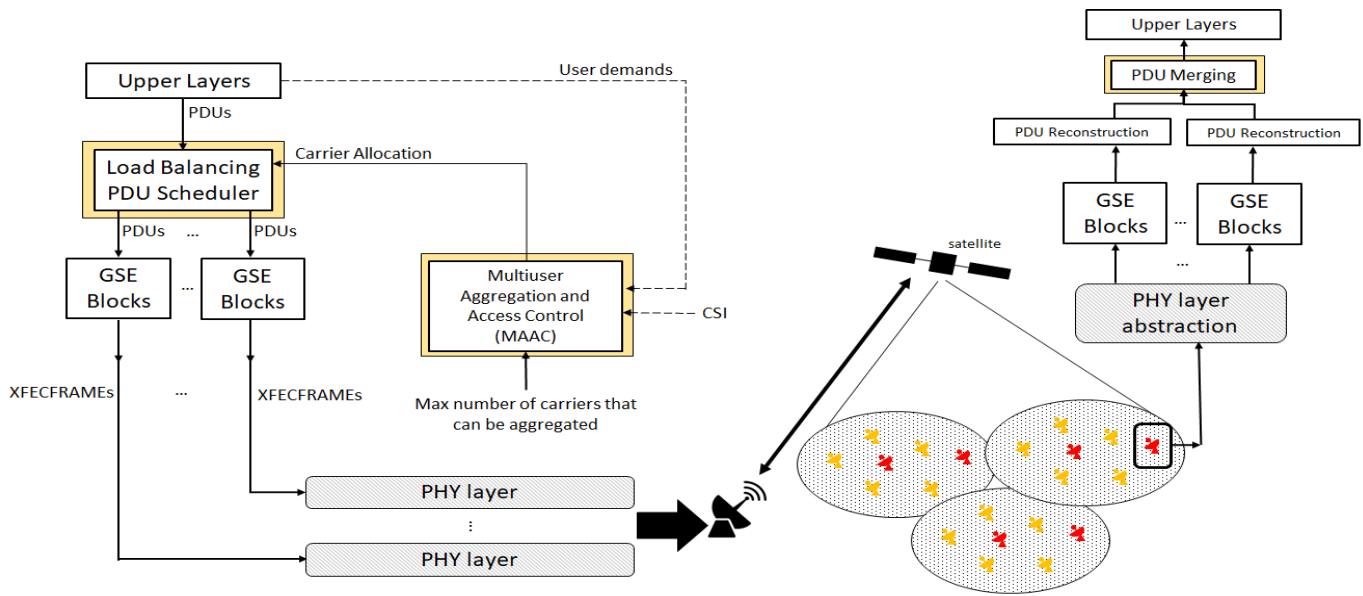 Upper Layers
User demands
PDUs
Load Balancing
PDU Scheduler
Carrier Allocation
PDUs
...
PDUs
GSE
Blocks
...
GSE
Blocks
Multiuser
Aggregation and
Access Control
(MAAC)
CSI
XFECFRAMEs
...
XFECFRAMEs
Max number of carriers that
can be aggregated
PHY layer
...
PHY layer
satellite
Upper Layers
PDU Merging
PDU Reconstruction
PDU Reconstruction
GSE
Blocks
...
GSE
Blocks
...
PHY layer
abstraction